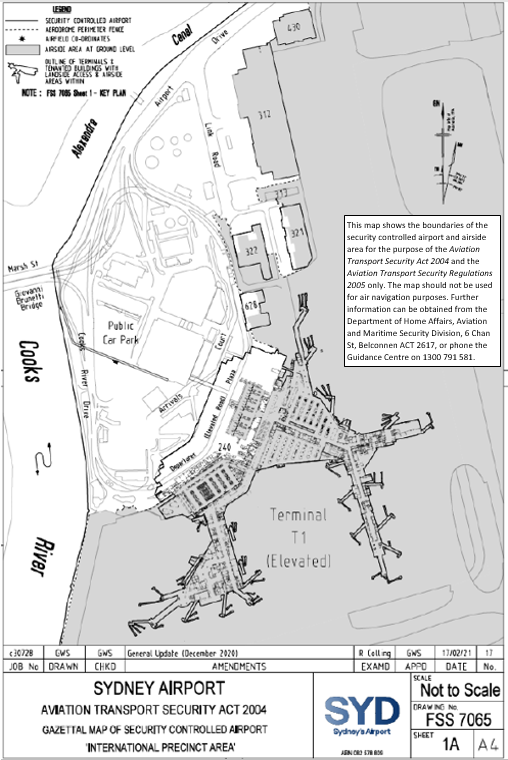 LEGEND
SECURITY CONTROLLED AIRPORT
AERODROME PERIMETER FENCE
AIRFIELD CO-ORDINATES
AIRSIDE AREA AT GROUND LEVEL
OUTLINE OF TERMINALS &
TENANTED BUILDINGS WITH
LANDSIDE ACCESS & AIRSIDE
AREAS WITHIN
NOTE : FSS 7065 Sheet 1 - KEY PLAN
Alexandra
Canal
Airport
Drive
Link
Road
430
312
321
322
Marsh St
Giovanni
Brunetti
Bridge
Cooks
River
Cooks
River
Drive
Public
Car Park
Arrivals
Court
Departures
(Elevated Road)
Plaza
240
Terminal
T1
(Elevated)
This map shows the boundaries of the
security controlled airport and airside
area for the purpose of the Aviation
Transport Security Act 2004 and the
Aviation Transport Security Regulations
2005 only. The map should not be used
for air navigation purposes. Further
information can be obtained from the
Department of Home Affairs, Aviation
and Maritime Security Division, 6 Chan
St, Belconnen ACT 2617, or phone the
Guidance Centre on 1300 791 581.
c3072B GWS GWS General Update (December 2020) R Colling GWS 17/02/21 17
JOB No DRAWN CHKD AMENDMENTS EXAMD APPD DATE No.
SYDNEY AIRPORT
AVIATION TRANSPORT SECURITY ACT 2004
GAZETTAL MAP OF SECURITY CONTROLLED AIRPORT
'INTERNATIONAL PRECINCT AREA'
SYD
Sydney's Airport
SCALE
Not to Scale
DRAWING No.
FSS 7065
SHEET
1A A4